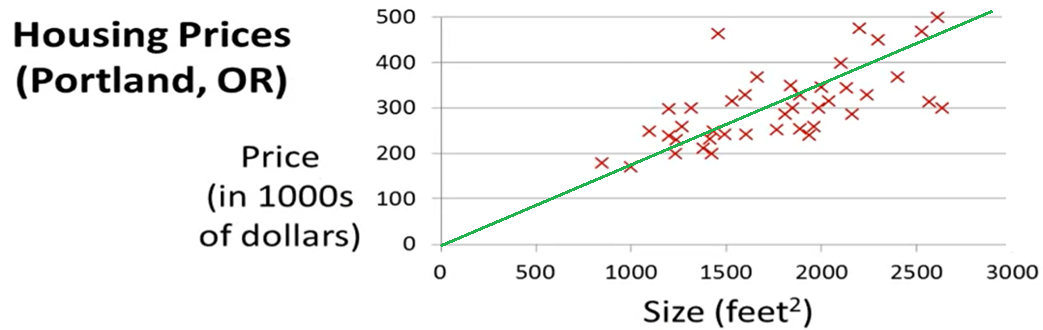 Housing Prices
(Portland, OR)
Price
(in 1000s
of dollars)
500
400
300
200
100
0
0 500 1000 1500 2000 2500 3000
Size (feet²)